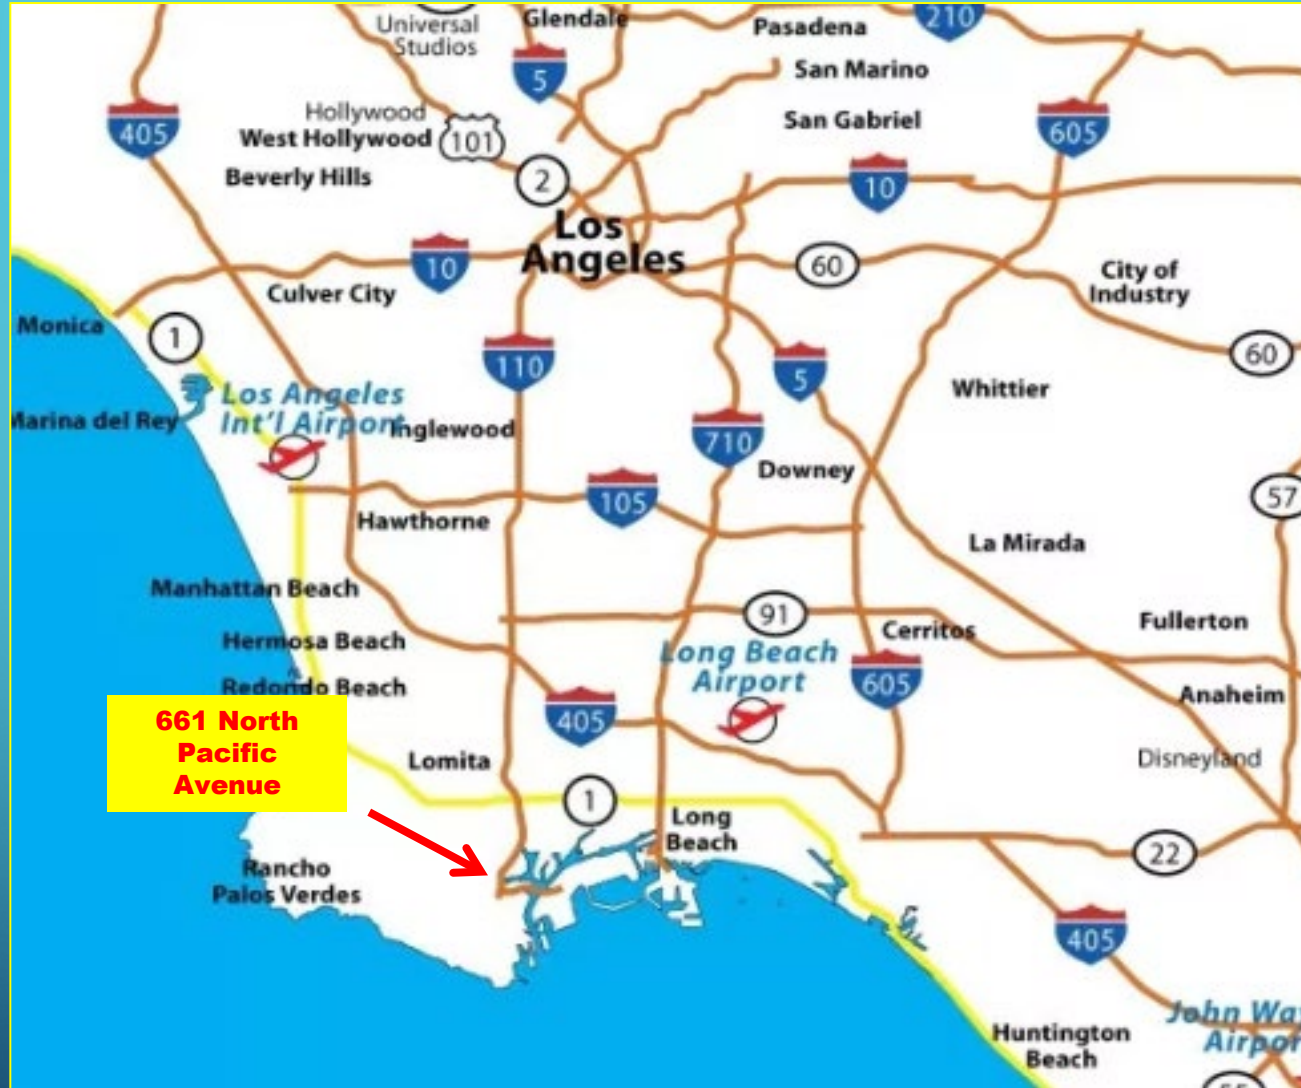 Universal
Studios
Glendale
Pasadena
210
5
San Marino
Hollywood
West Hollywood
101
San Gabriel
405
605
Beverly Hills
2
10
Los
Angeles
10
60
City of
Industry
Culver City
Monica
1
110
60
5
Whittier
Los Angeles
Int'l Airport
Marina del Rey
Inglewood
710
Downey
105
57
Hawthorne
La Mirada
Manhattan Beach
91
Fullerton
Cerritos
Hermosa Beach
Long Beach
Airport
605
Redondo Beach
Anaheim
405
661 North
Pacific
Avenue
Lomita
Disneyland
1
Long
Beach
22
Rancho
Palos Verdes
405
John Wa
Airpor
Huntington
Beach